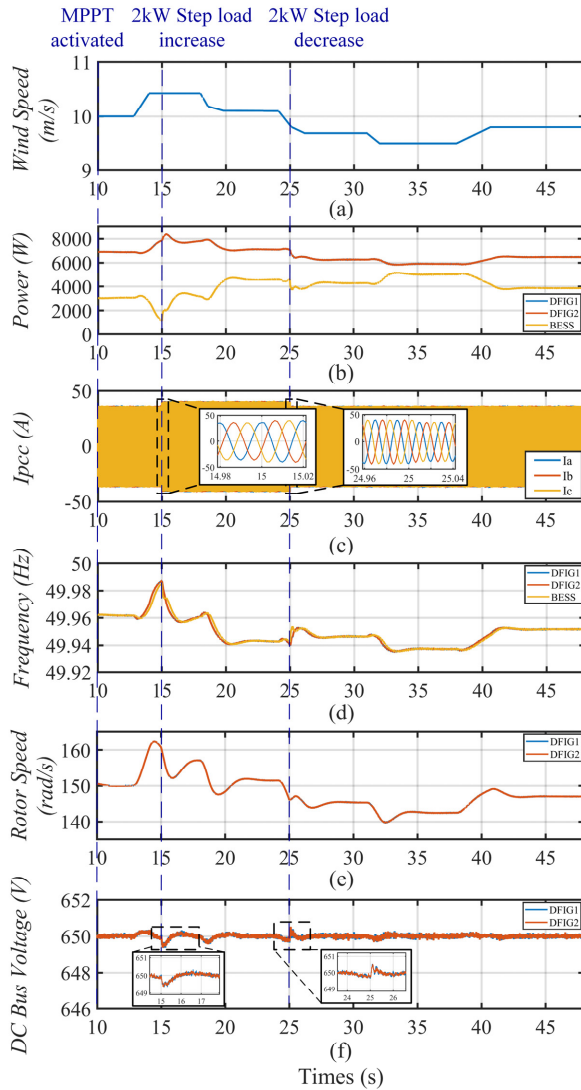 MPPT activated
2kW Step load increase
2kW Step load decrease
Wind Speed (m/s)
11
10
9
10 15 20 25 30 35 40 45
(a)
Power (W)
8000
6000
4000
2000
0
DFIG1
DFIG2
BESS
10 15 20 25 30 35 40 45
(b)
Ipcc (A)
50
0
-50
50
0
-50
14.98 15 15.02
50
0
-50
24.96 25 25.04
Ia
Ib
Ic
10 15 20 25 30 35 40 45
(c)
Frequency (Hz)
50
49.96
49.94
49.92
DFIG1
DFIG2
BESS
10 15 20 25 30 35 40 45
(d)
Rotor Speed (rad/s)
160
150
140
DFIG1
DFIG2
10 15 20 25 30 35 40 45
(e)
DC Bus Voltage (V)
652
650
648
646
DFIG1
DFIG2
651
650
649
15 16 17
651
650
649
24 25 26
10 15 20 25 30 35 40 45
(f)
Times (s)